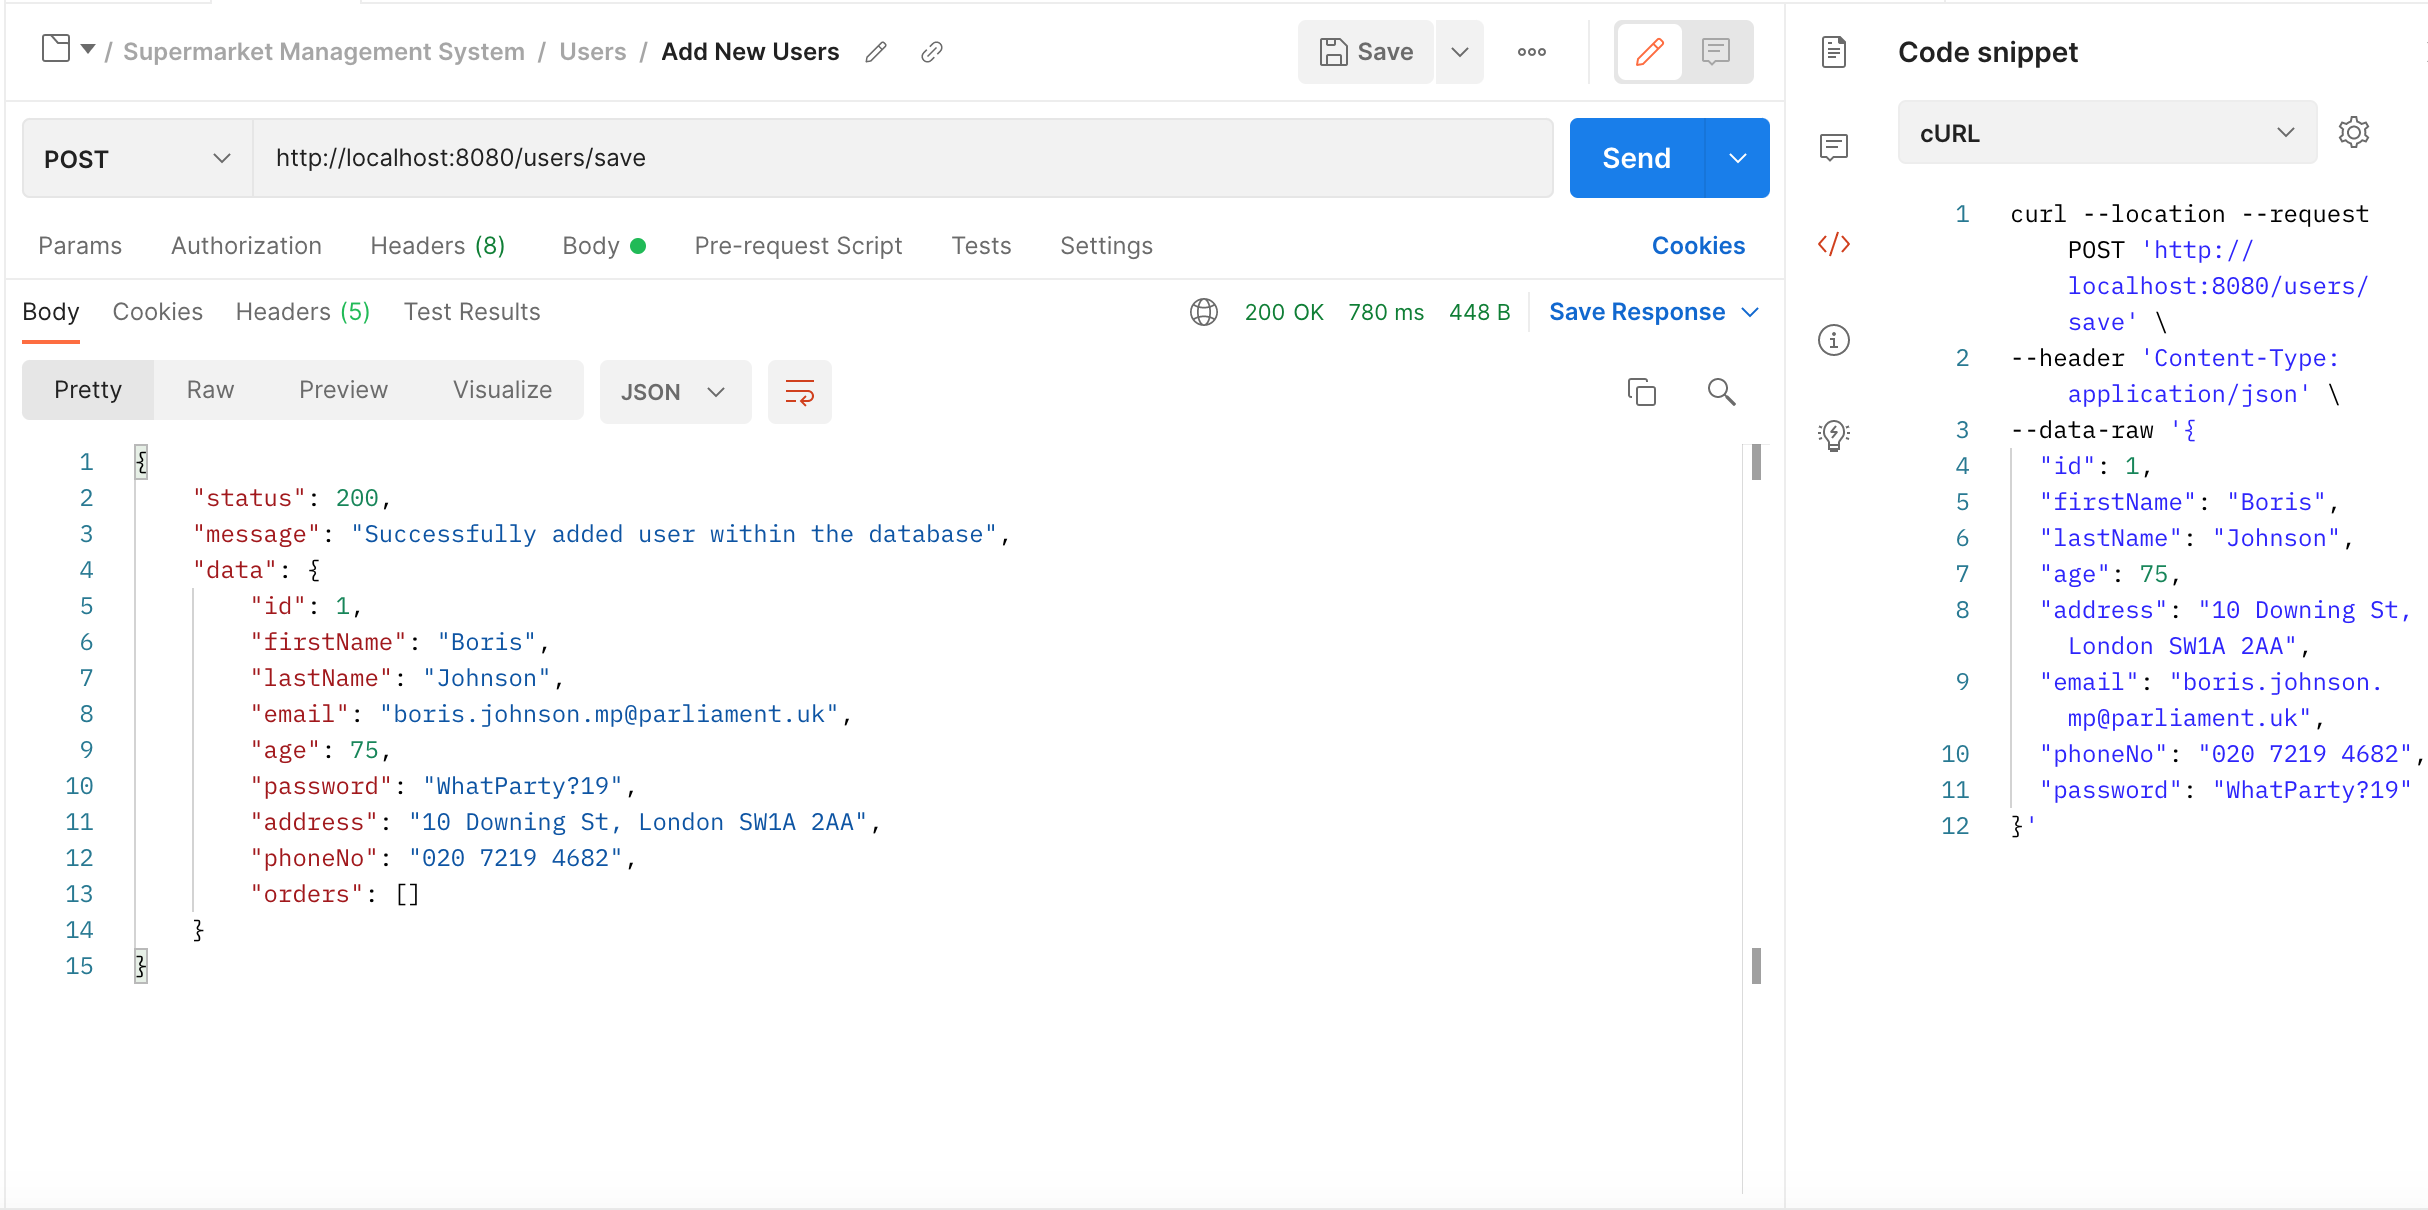 / Supermarket Management System / Users / Add New Users
Save
POST
http://localhost:8080/users/save
Send
Params Authorization Headers (8) Body Pre-request Script Tests Settings Cookies
Body Cookies Headers (5) Test Results 200 OK 780 ms 448 B Save Response
Pretty Raw Preview Visualize JSON
1 {
2 "status": 200,
3 "message": "Successfully added user within the database",
4 "data": {
5 "id": 1,
6 "firstName": "Boris",
7 "lastName": "Johnson",
8 "email": "boris.johnson.mp@parliament.uk",
9 "age": 75,
10 "password": "WhatParty?19",
11 "address": "10 Downing St, London SW1A 2AA",
12 "phoneNo": "020 7219 4682",
13 "orders": []
14 }
15 }
Code snippet
cURL
1 curl --location --request
POST 'http://
localhost:8080/users/
save' \
2 --header 'Content-Type:
application/json' \
3 --data-raw '{
4 "id": 1,
5 "firstName": "Boris",
6 "lastName": "Johnson",
7 "age": 75,
8 "address": "10 Downing St,
London SW1A 2AA",
9 "email": "boris.johnson.
mp@parliament.uk",
10 "phoneNo": "020 7219 4682",
11 "password": "WhatParty?19"
12 }'